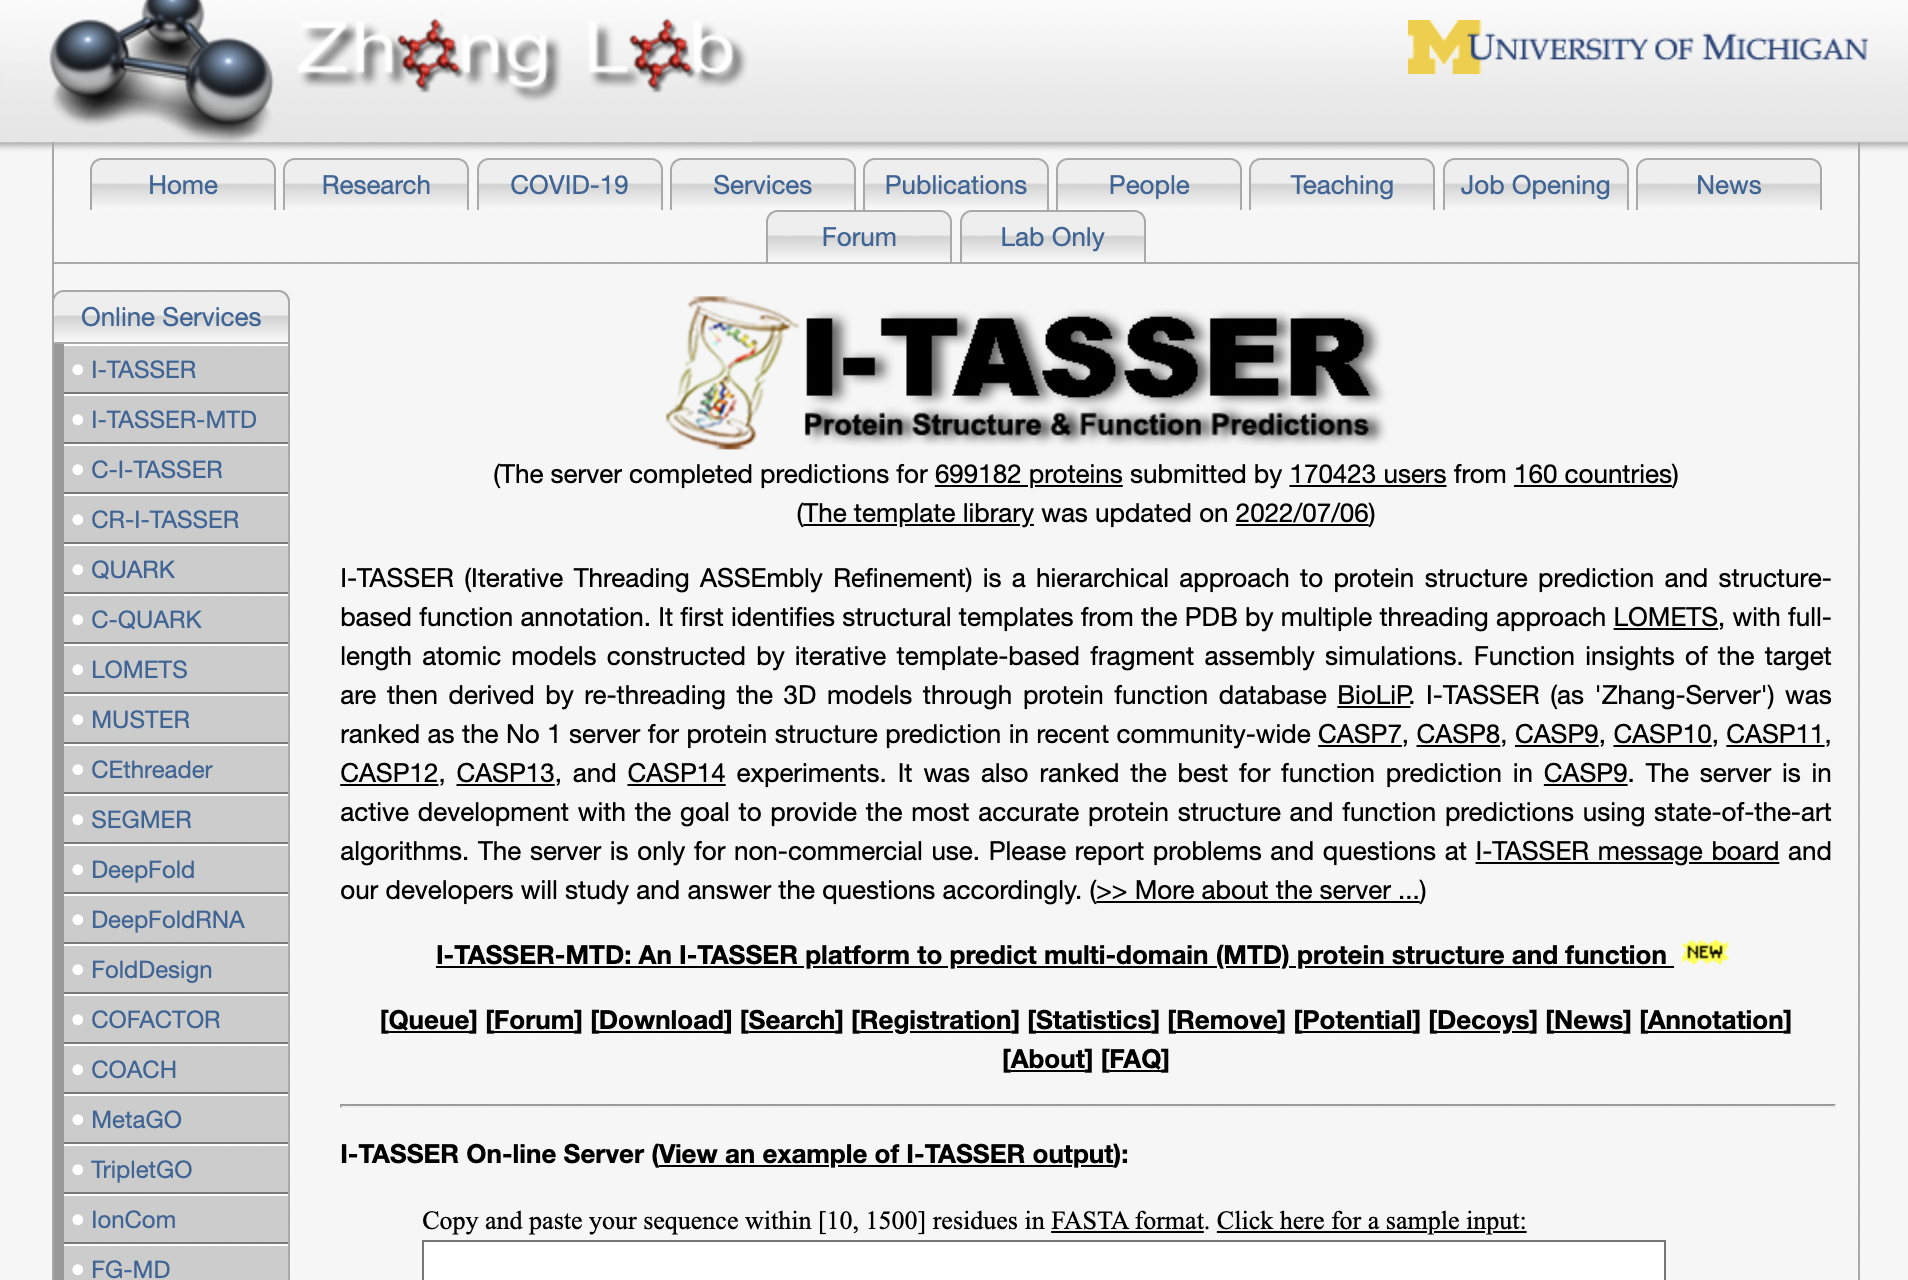 Zhang Lab
UNIVERSITY OF MICHIGAN
Home
Research
COVID-19
Services
Publications
People
Teaching
Job Opening
News
Forum
Lab Only
Online Services
I-TASSER
I-TASSER-MTD
C-I-TASSER
CR-I-TASSER
QUARK
C-QUARK
LOMETS
MUSTER
CEthreader
SEGMER
DeepFold
DeepFoldRNA
FoldDesign
COFACTOR
COACH
MetaGO
TripletGO
IonCom
FG-MD
I-TASSER
Protein Structure & Function Predictions
(The server completed predictions for 699182 proteins submitted by 170423 users from 160 countries)
(The template library was updated on 2022/07/06)
I-TASSER (Iterative Threading ASSEmbly Refinement) is a hierarchical approach to protein structure prediction and structure-
based function annotation. It first identifies structural templates from the PDB by multiple threading approach LOMETS, with full-
length atomic models constructed by iterative template-based fragment assembly simulations. Function insights of the target
are then derived by re-threading the 3D models through protein function database BioLiP. I-TASSER (as 'Zhang-Server') was
ranked as the No 1 server for protein structure prediction in recent community-wide CASP7, CASP8, CASP9, CASP10, CASP11,
CASP12, CASP13, and CASP14 experiments. It was also ranked the best for function prediction in CASP9. The server is in
active development with the goal to provide the most accurate protein structure and function predictions using state-of-the-art
algorithms. The server is only for non-commercial use. Please report problems and questions at I-TASSER message board and
our developers will study and answer the questions accordingly. (>> More about the server ...)
I-TASSER-MTD: An I-TASSER platform to predict multi-domain (MTD) protein structure and function NEW
[Queue] [Forum] [Download] [Search] [Registration] [Statistics] [Remove] [Potential] [Decoys] [News] [Annotation]
[About] [FAQ]
I-TASSER On-line Server (View an example of I-TASSER output):
Copy and paste your sequence within [10, 1500] residues in FASTA format. Click here for a sample input: